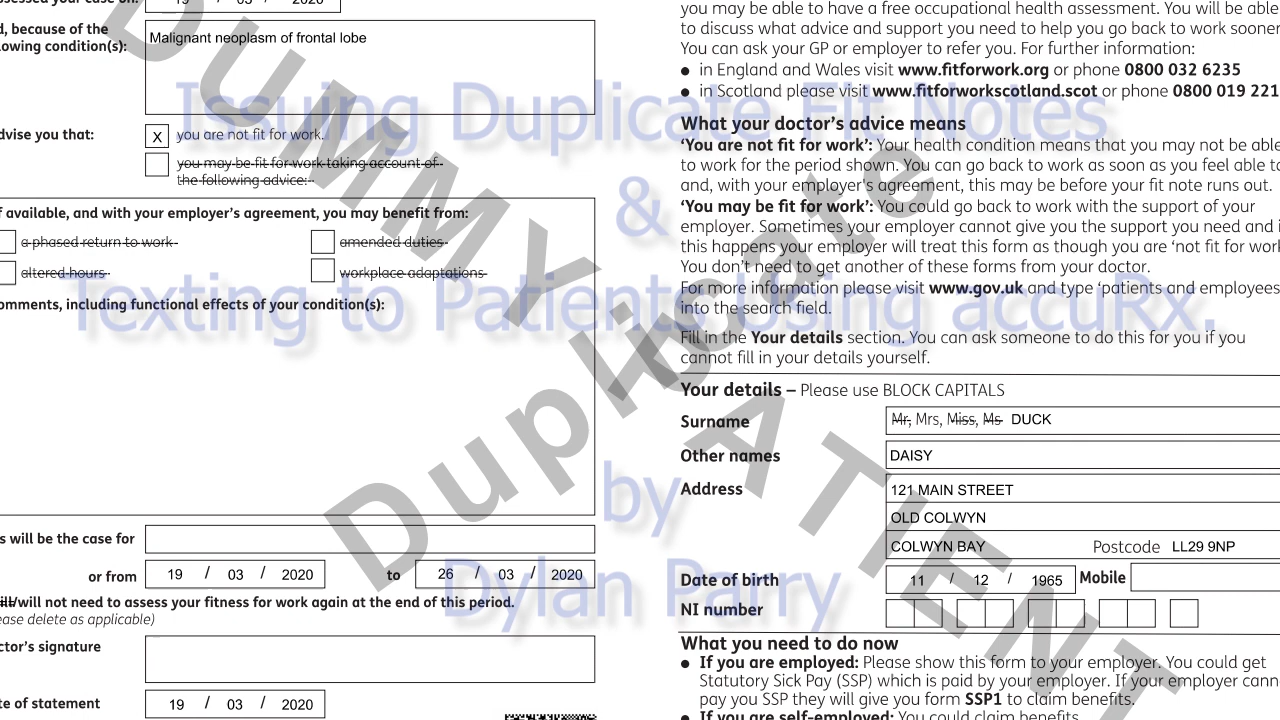 assessed your case on:
19 / 03 / 2020
d, because of the
lowing condition(s):
Malignant neoplasm of frontal lobe
dvise you that:
x you are not fit for work.
you may be fit for work taking account of
the following advice:
f available, and with your employer's agreement, you may benefit from:
a phased return to work
amended duties
altered hours
workplace adaptations
omments, including functional effects of your condition(s):
s will be the case for
or from 19 / 03 / 2020 to 26 / 03 / 2020
will/will not need to assess your fitness for work again at the end of this period.
ease delete as applicable)
ctor's signature
te of statement 19 / 03 / 2020
you may be able to have a free occupational health assessment. You will be able
to discuss what advice and support you need to help you go back to work sooner
You can ask your GP or employer to refer you. For further information:
● in England and Wales visit www.fitforwork.org or phone 0800 032 6235
● in Scotland please visit www.fitforworkscotland.scot or phone 0800 019 221
What your doctor's advice means
'You are not fit for work': Your health condition means that you may not be able
to work for the period shown. You can go back to work as soon as you feel able to
and, with your employer's agreement, this may be before your fit note runs out.
'You may be fit for work': You could go back to work with the support of your
employer. Sometimes your employer cannot give you the support you need and i
this happens your employer will treat this form as though you are 'not fit for work
You don't need to get another of these forms from your doctor.
For more information please visit www.gov.uk and type 'patients and employees
into the search field.
Fill in the Your details section. You can ask someone to do this for you if you
cannot fill in your details yourself.
Your details – Please use BLOCK CAPITALS
Surname Mr, Mrs, Miss, Ms DUCK
Other names DAISY
Address 121 MAIN STREET
OLD COLWYN
COLWYN BAY Postcode LL29 9NP
Date of birth 11 / 12 / 1965 Mobile
NI number
What you need to do now
● If you are employed: Please show this form to your employer. You could get
Statutory Sick Pay (SSP) which is paid by your employer. If your employer cann
pay you SSP they will give you form SSP1 to claim benefits.
● If you are self-employed: You could claim benefits
DUMMY PATIENT
Duplicate
Issuing Duplicate Fit Notes
&
Texting to Patients using accuRx.
by
Dylan Parry